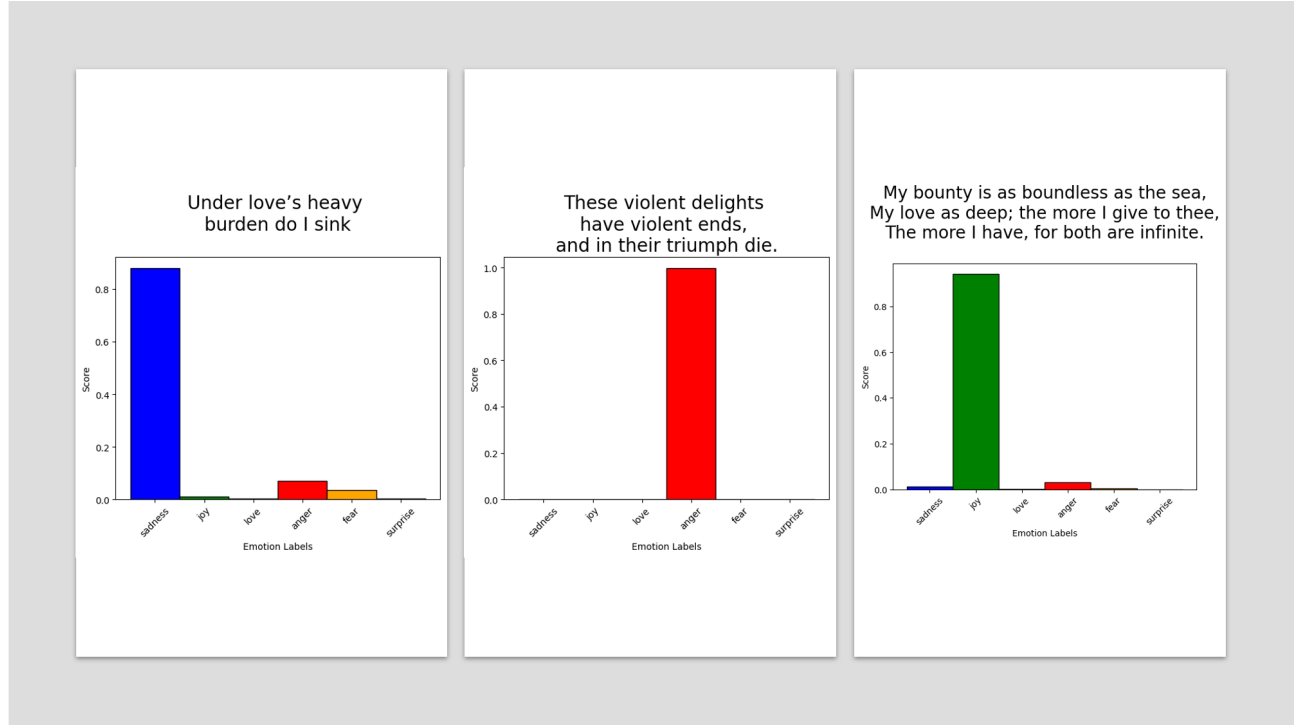 Under love’s heavy
burden do I sink
0.8
0.6
0.4
0.2
0.0
Score
sadness
joy
love
anger
fear
surprise
Emotion Labels
These violent delights
have violent ends,
and in their triumph die.
1.0
0.8
0.6
0.4
0.2
0.0
Score
sadness
joy
love
anger
fear
surprise
Emotion Labels
My bounty is as boundless as the sea,
My love as deep; the more I give to thee,
The more I have, for both are infinite.
0.8
0.6
0.4
0.2
0.0
Score
sadness
joy
love
anger
fear
surprise
Emotion Labels